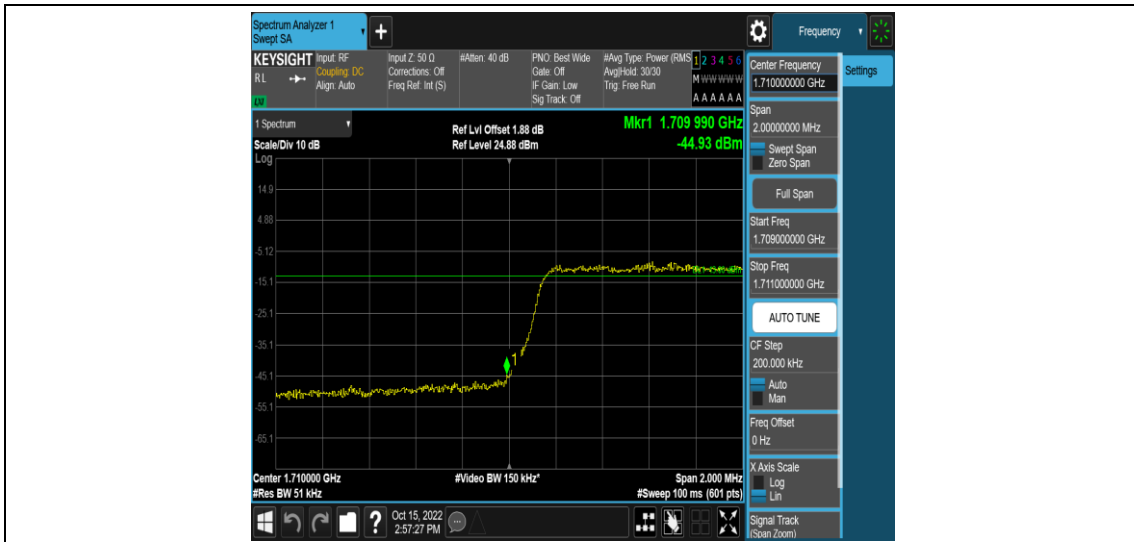 Spectrum Analyzer 1
Swept SA
+
Frequency
KEYSIGHT
RL
LXI
Input: RF
Coupling: DC
Align: Auto
Input Z: 50 Ω
Corrections: Off
Freq Ref: Int (S)
#Atten: 40 dB
PNO: Best Wide
Gate: Off
IF Gain: Low
Sig Track: Off
#Avg Type: Power (RMS
Avg|Hold: 30/30
Trig: Free Run
1 2 3 4 5 6
M W W W W W
A A A A A A
1 Spectrum
Scale/Div 10 dB
Ref Lvl Offset 1.88 dB
Ref Level 24.88 dBm
Mkr1 1.709 990 GHz
-44.93 dBm
Log
14.9
4.88
-5.12
-15.1
-25.1
-35.1
-45.1
-55.1
-65.1
1
Center 1.710000 GHz
#Res BW 51 kHz
#Video BW 150 kHz*
Span 2.000 MHz
#Sweep 100 ms (601 pts)
?
Oct 15, 2022
2:57:27 PM
Center Frequency
1.710000000 GHz
Settings
Span
2.00000000 MHz
Swept Span
Zero Span
Full Span
Start Freq
1.709000000 GHz
Stop Freq
1.711000000 GHz
AUTO TUNE
CF Step
200.000 kHz
Auto
Man
Freq Offset
0 Hz
X Axis Scale
Log
Lin
Signal Track
(Span Zoom)